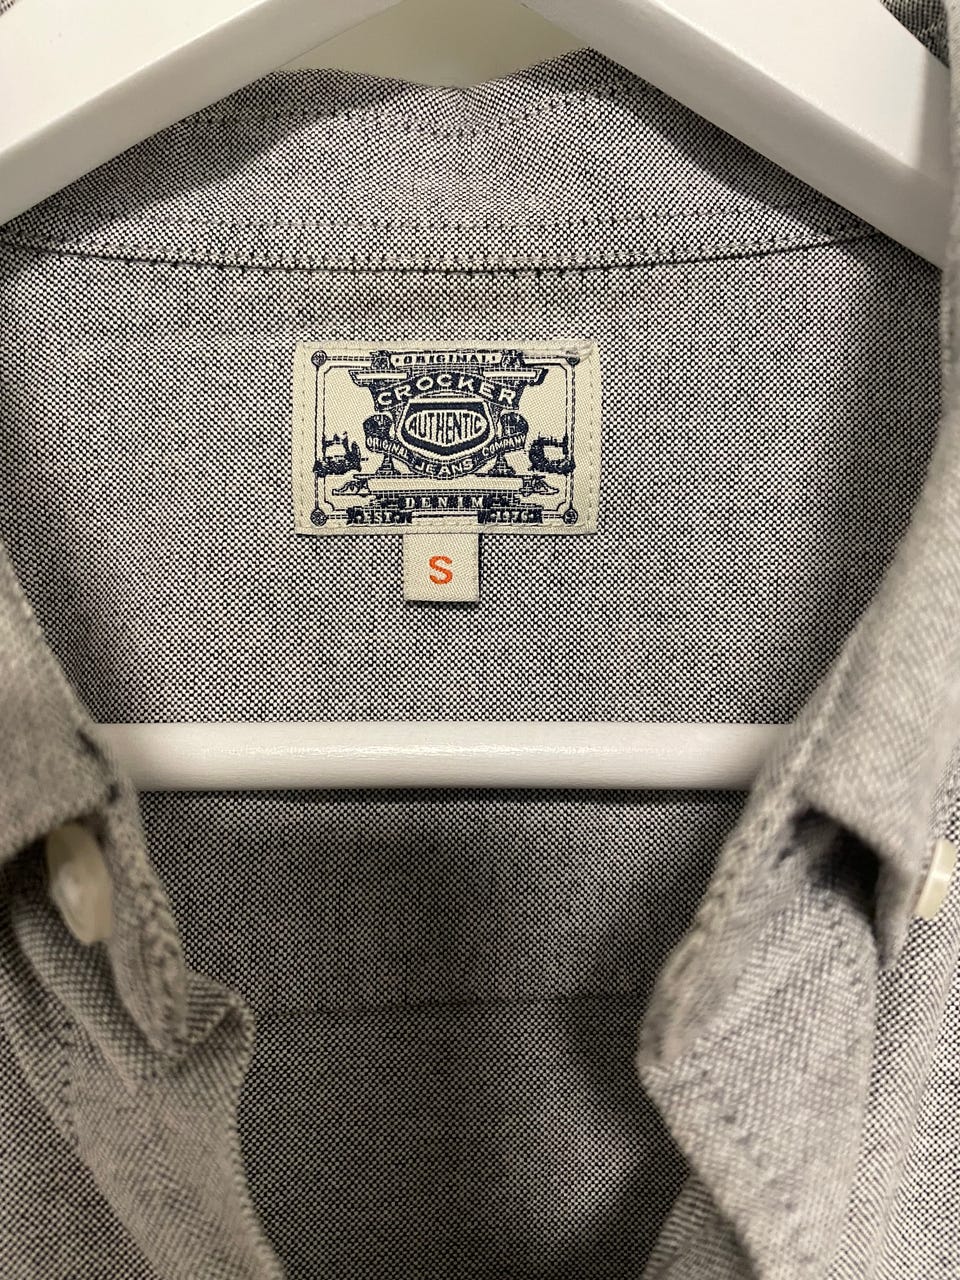 ORIGINAL
CROCKER
AUTHENTIC
ORIGINAL JEANS COMPANY
DENIM
S